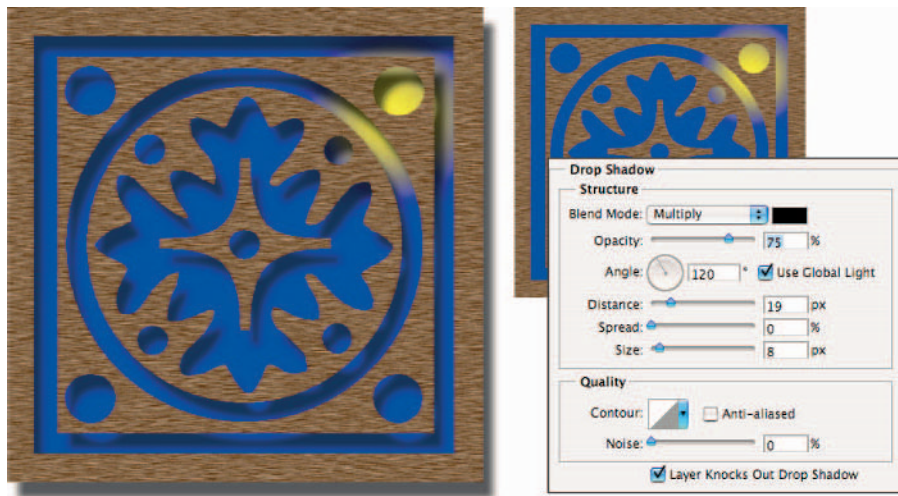 Drop Shadow
Structure
Blend Mode: Multiply
Opacity: 75 %
Angle: 120 ° Use Global Light
Distance: 19 px
Spread: 0 %
Size: 8 px
Quality
Contour: Anti-aliased
Noise: 0 %
Layer Knocks Out Drop Shadow